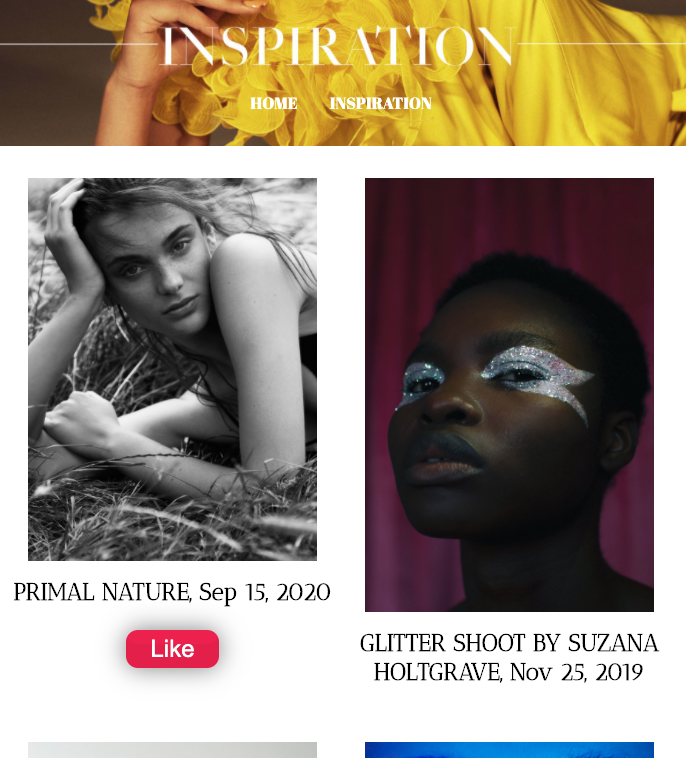 INSPIRATION
HOME INSPIRATION
PRIMAL NATURE, Sep 15, 2020
Like
GLITTER SHOOT BY SUZANA
HOLTGRAVE, Nov 25, 2019